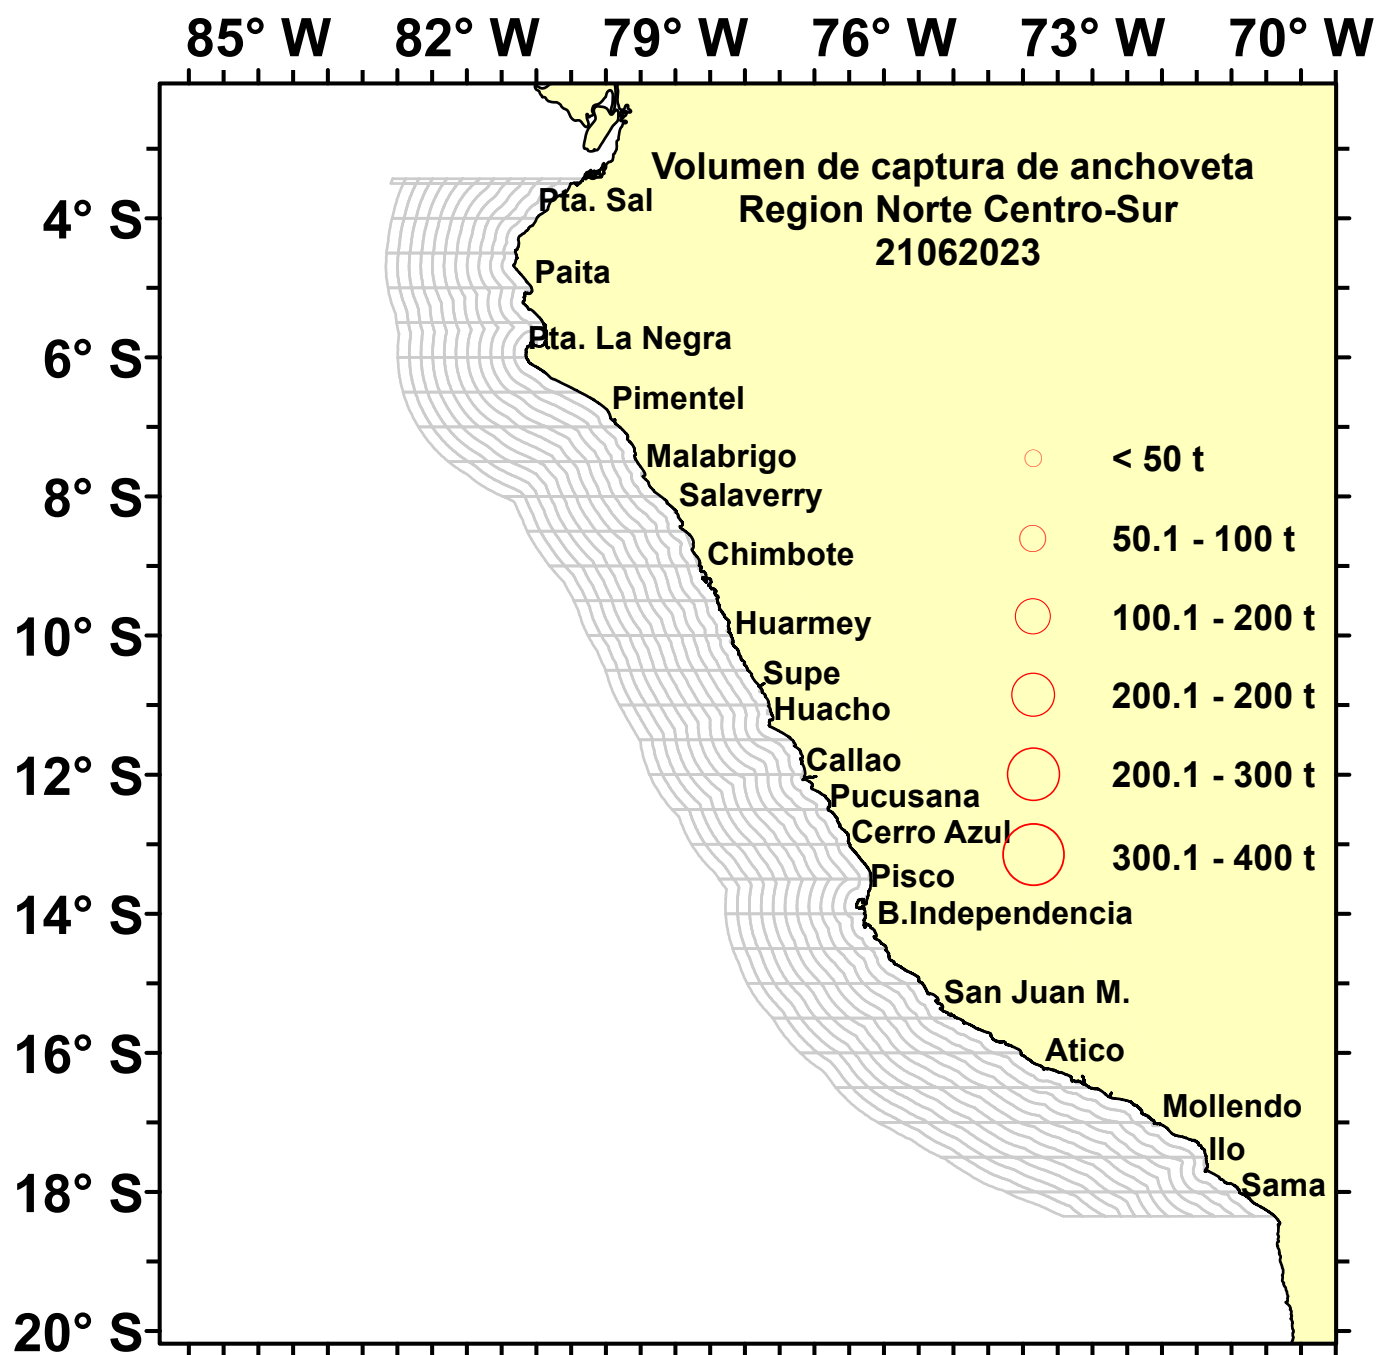 85° W 82° W 79° W 76° W 73° W 70° W
Volumen de captura de anchoveta
Region Norte Centro-Sur
21062023
4° S
6° S
8° S
10° S
12° S
14° S
16° S
18° S
20° S
Pta. Sal
Paita
Pta. La Negra
Pimentel
Malabrigo
Salaverry
Chimbote
Huarmey
Supe
Huacho
Callao
Pucusana
Cerro Azul
Pisco
B.Independencia
San Juan M.
Atico
Mollendo
Ilo
Sama
< 50 t
50.1 - 100 t
100.1 - 200 t
200.1 - 200 t
200.1 - 300 t
300.1 - 400 t